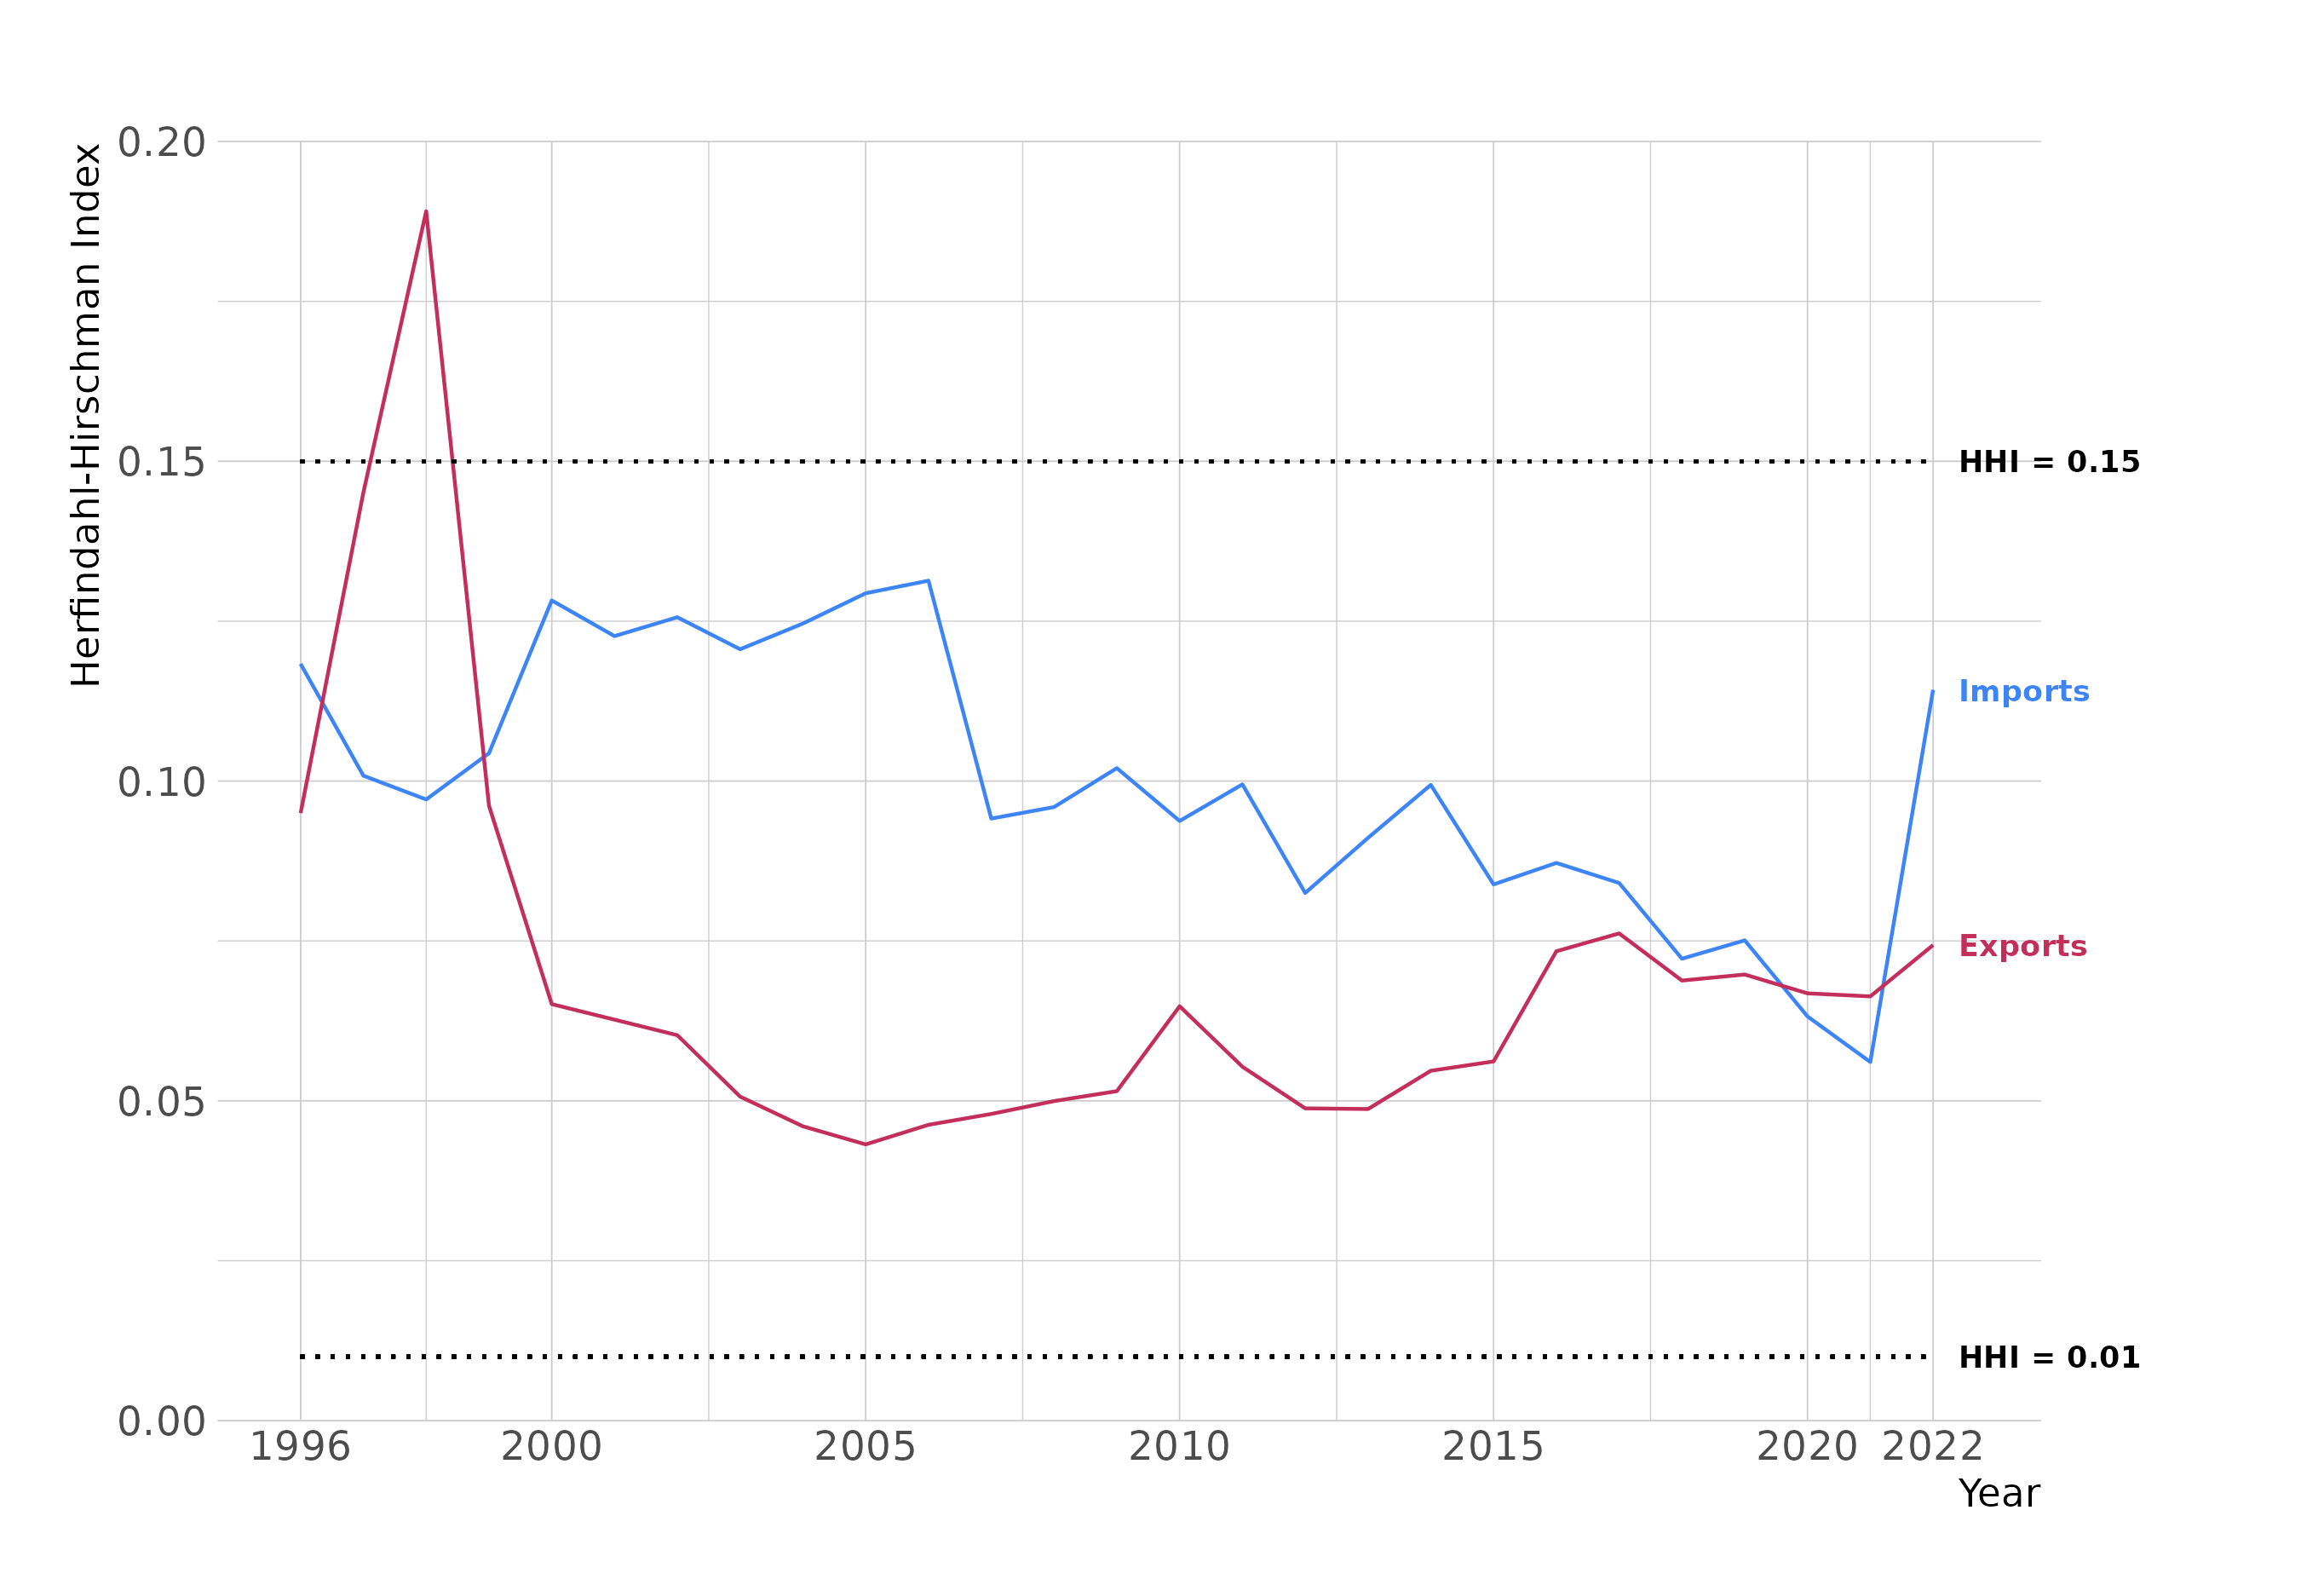 Herfindahl-Hirschman Index
0.20
0.15
0.10
0.05
0.00
HHI = 0.15
Imports
Exports
HHI = 0.01
1996 2000 2005 2010 2015 2020 2022
Year